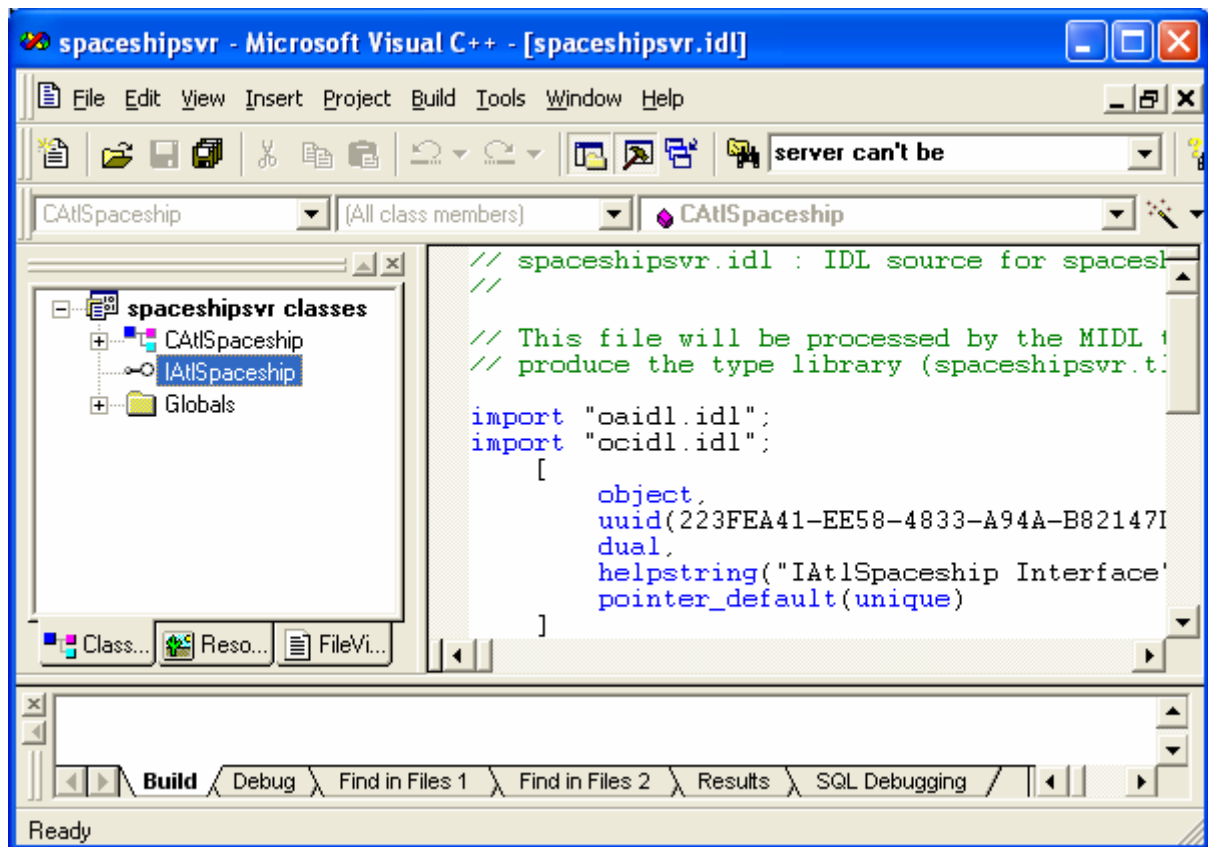 spaceshipsvr - Microsoft Visual C++ - [spaceshipsvr.idl]
File Edit View Insert Project Build Tools Window Help
server can't be
CAtlSpaceship (All class members) CAtlSpaceship
spaceshipsvr classes
CAtlSpaceship
IAtlSpaceship
Globals
Class... Reso... FileVi...
// spaceshipsvr.idl : IDL source for spacesh
//
// This file will be processed by the MIDL t
// produce the type library (spaceshipsvr.tl
import "oaidl.idl";
import "ocidl.idl";
[
object,
uuid(223FEA41-EE58-4833-A94A-B82147
dual,
helpstring("IAtlSpaceship Interface"
pointer_default(unique)
]
Build Debug Find in Files 1 Find in Files 2 Results SQL Debugging
Ready